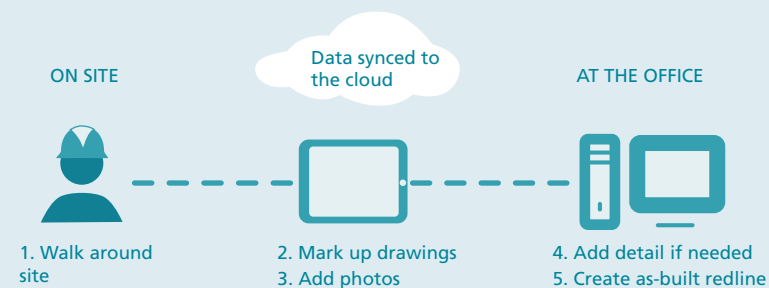 ON SITE
Data synced to
the cloud
AT THE OFFICE
1. Walk around
site
2. Mark up drawings
3. Add photos
4. Add detail if needed
5. Create as-built redline